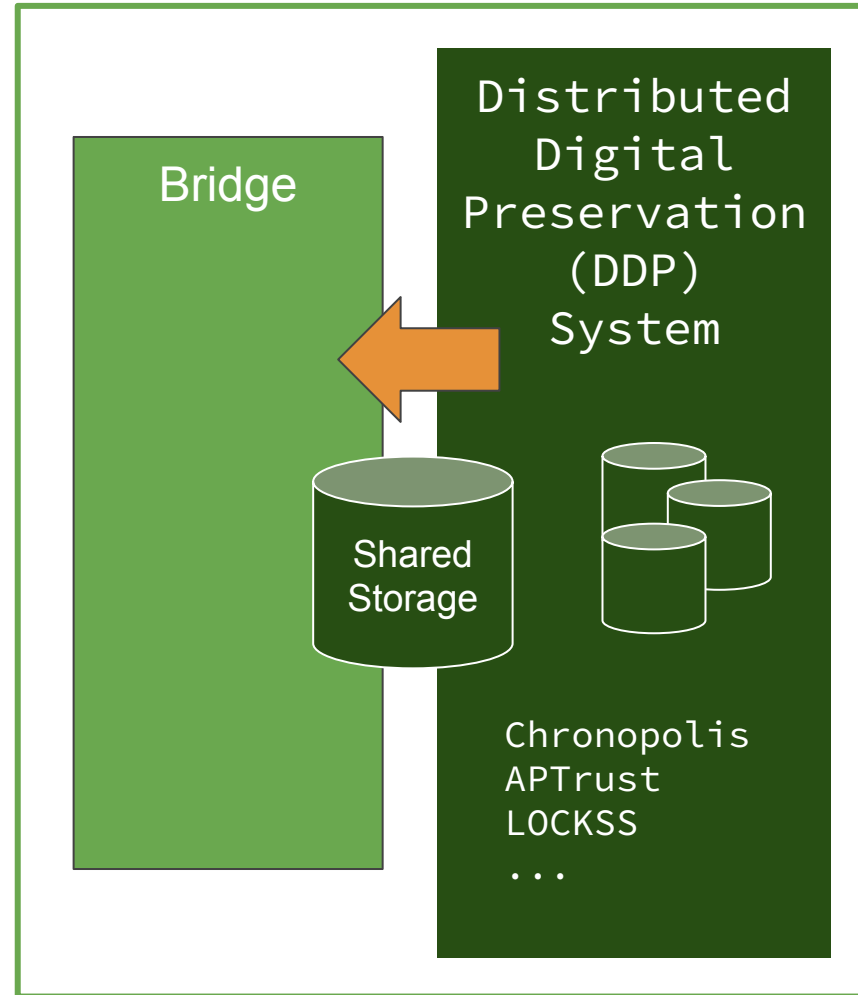 Bridge
Distributed
Digital
Preservation
(DDP)
System
Shared
Storage
Chronopolis
APTrust
LOCKSS
...